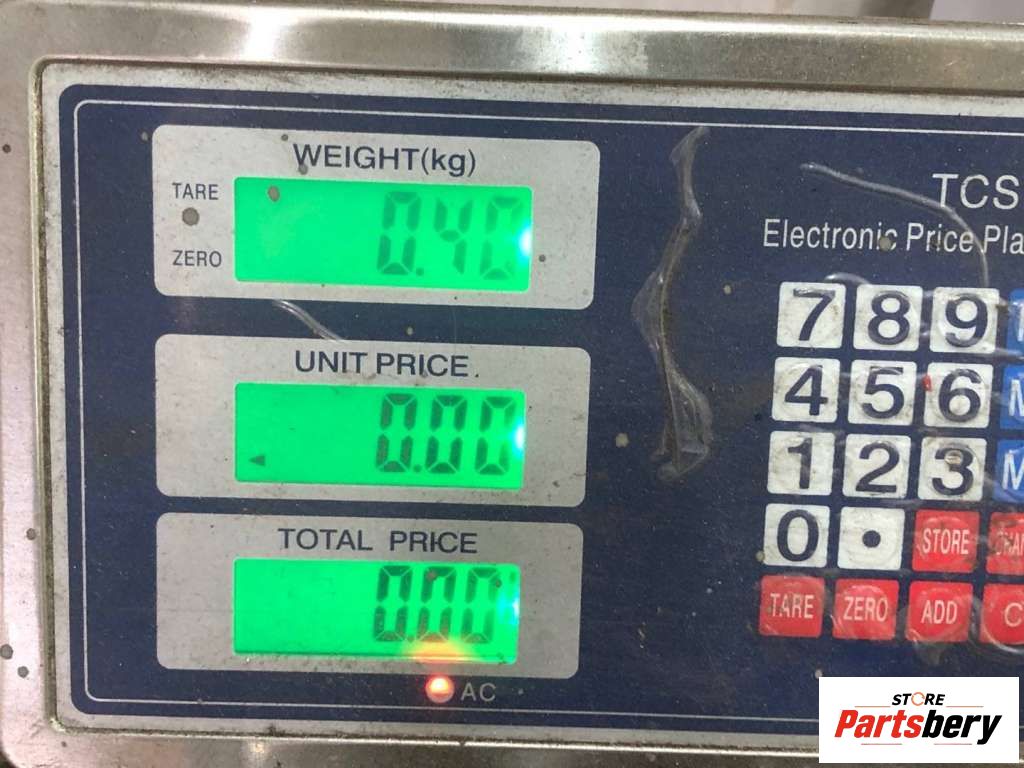 WEIGHT(kg)
TARE
ZERO
0.40
UNIT PRICE
0.00
TOTAL PRICE
0.00
AC
TCS
Electronic Price Pla
7 8 9
4 5 6 M
1 2 3 M
0 . STORE
TARE ZERO ADD C
STORE
Partsbery